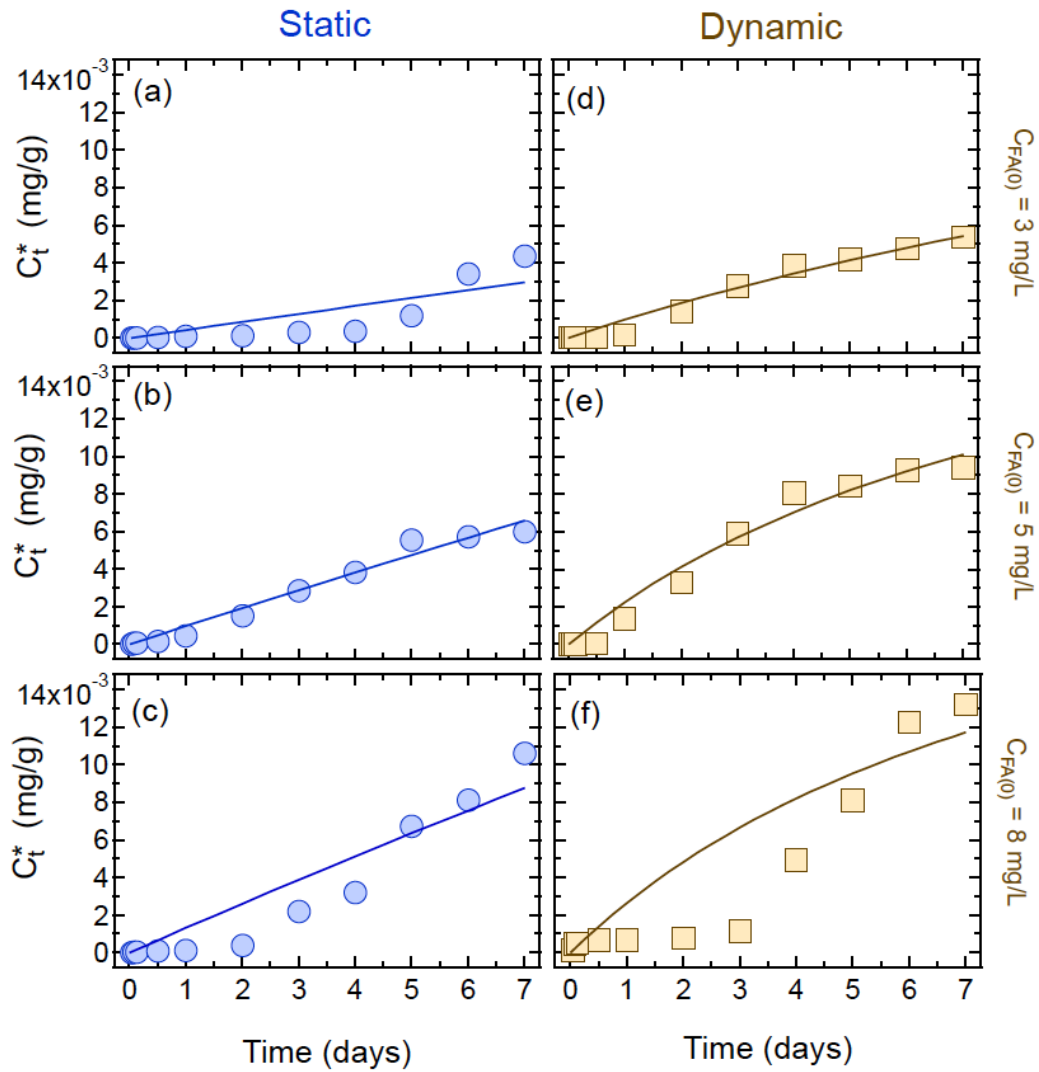 Static
Dynamic
14x10-3
12
10
8
6
4
2
0
C*t (mg/g)
(a)
(d)
CFA(0) = 3 mg/L
14x10-3
12
10
8
6
4
2
0
C*t (mg/g)
(b)
(e)
CFA(0) = 5 mg/L
14x10-3
12
10
8
6
4
2
0
C*t (mg/g)
(c)
(f)
CFA(0) = 8 mg/L
0 1 2 3 4 5 6 7
0 1 2 3 4 5 6 7
Time (days)
Time (days)